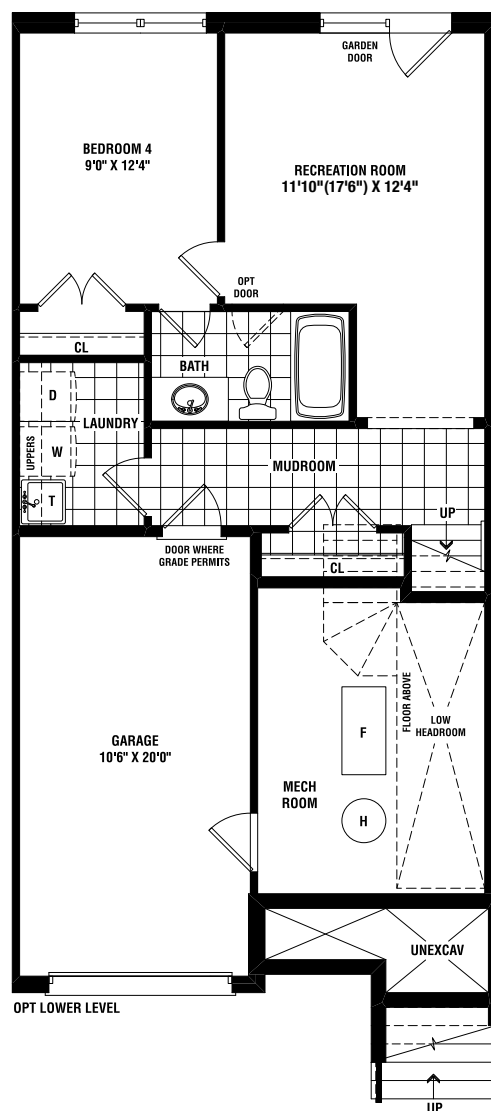 GARDEN
DOOR
BEDROOM 4
9'0" X 12'4"
RECREATION ROOM
11'10"(17'6") X 12'4"
OPT
DOOR
CL
BATH
D
LAUNDRY
UPPERS
W
MUDROOM
T
UP
DOOR WHERE
GRADE PERMITS
CL
FLOOR ABOVE
LOW
HEADROOM
F
GARAGE
10'6" X 20'0"
MECH
ROOM
H
UNEXCAV
OPT LOWER LEVEL
UP